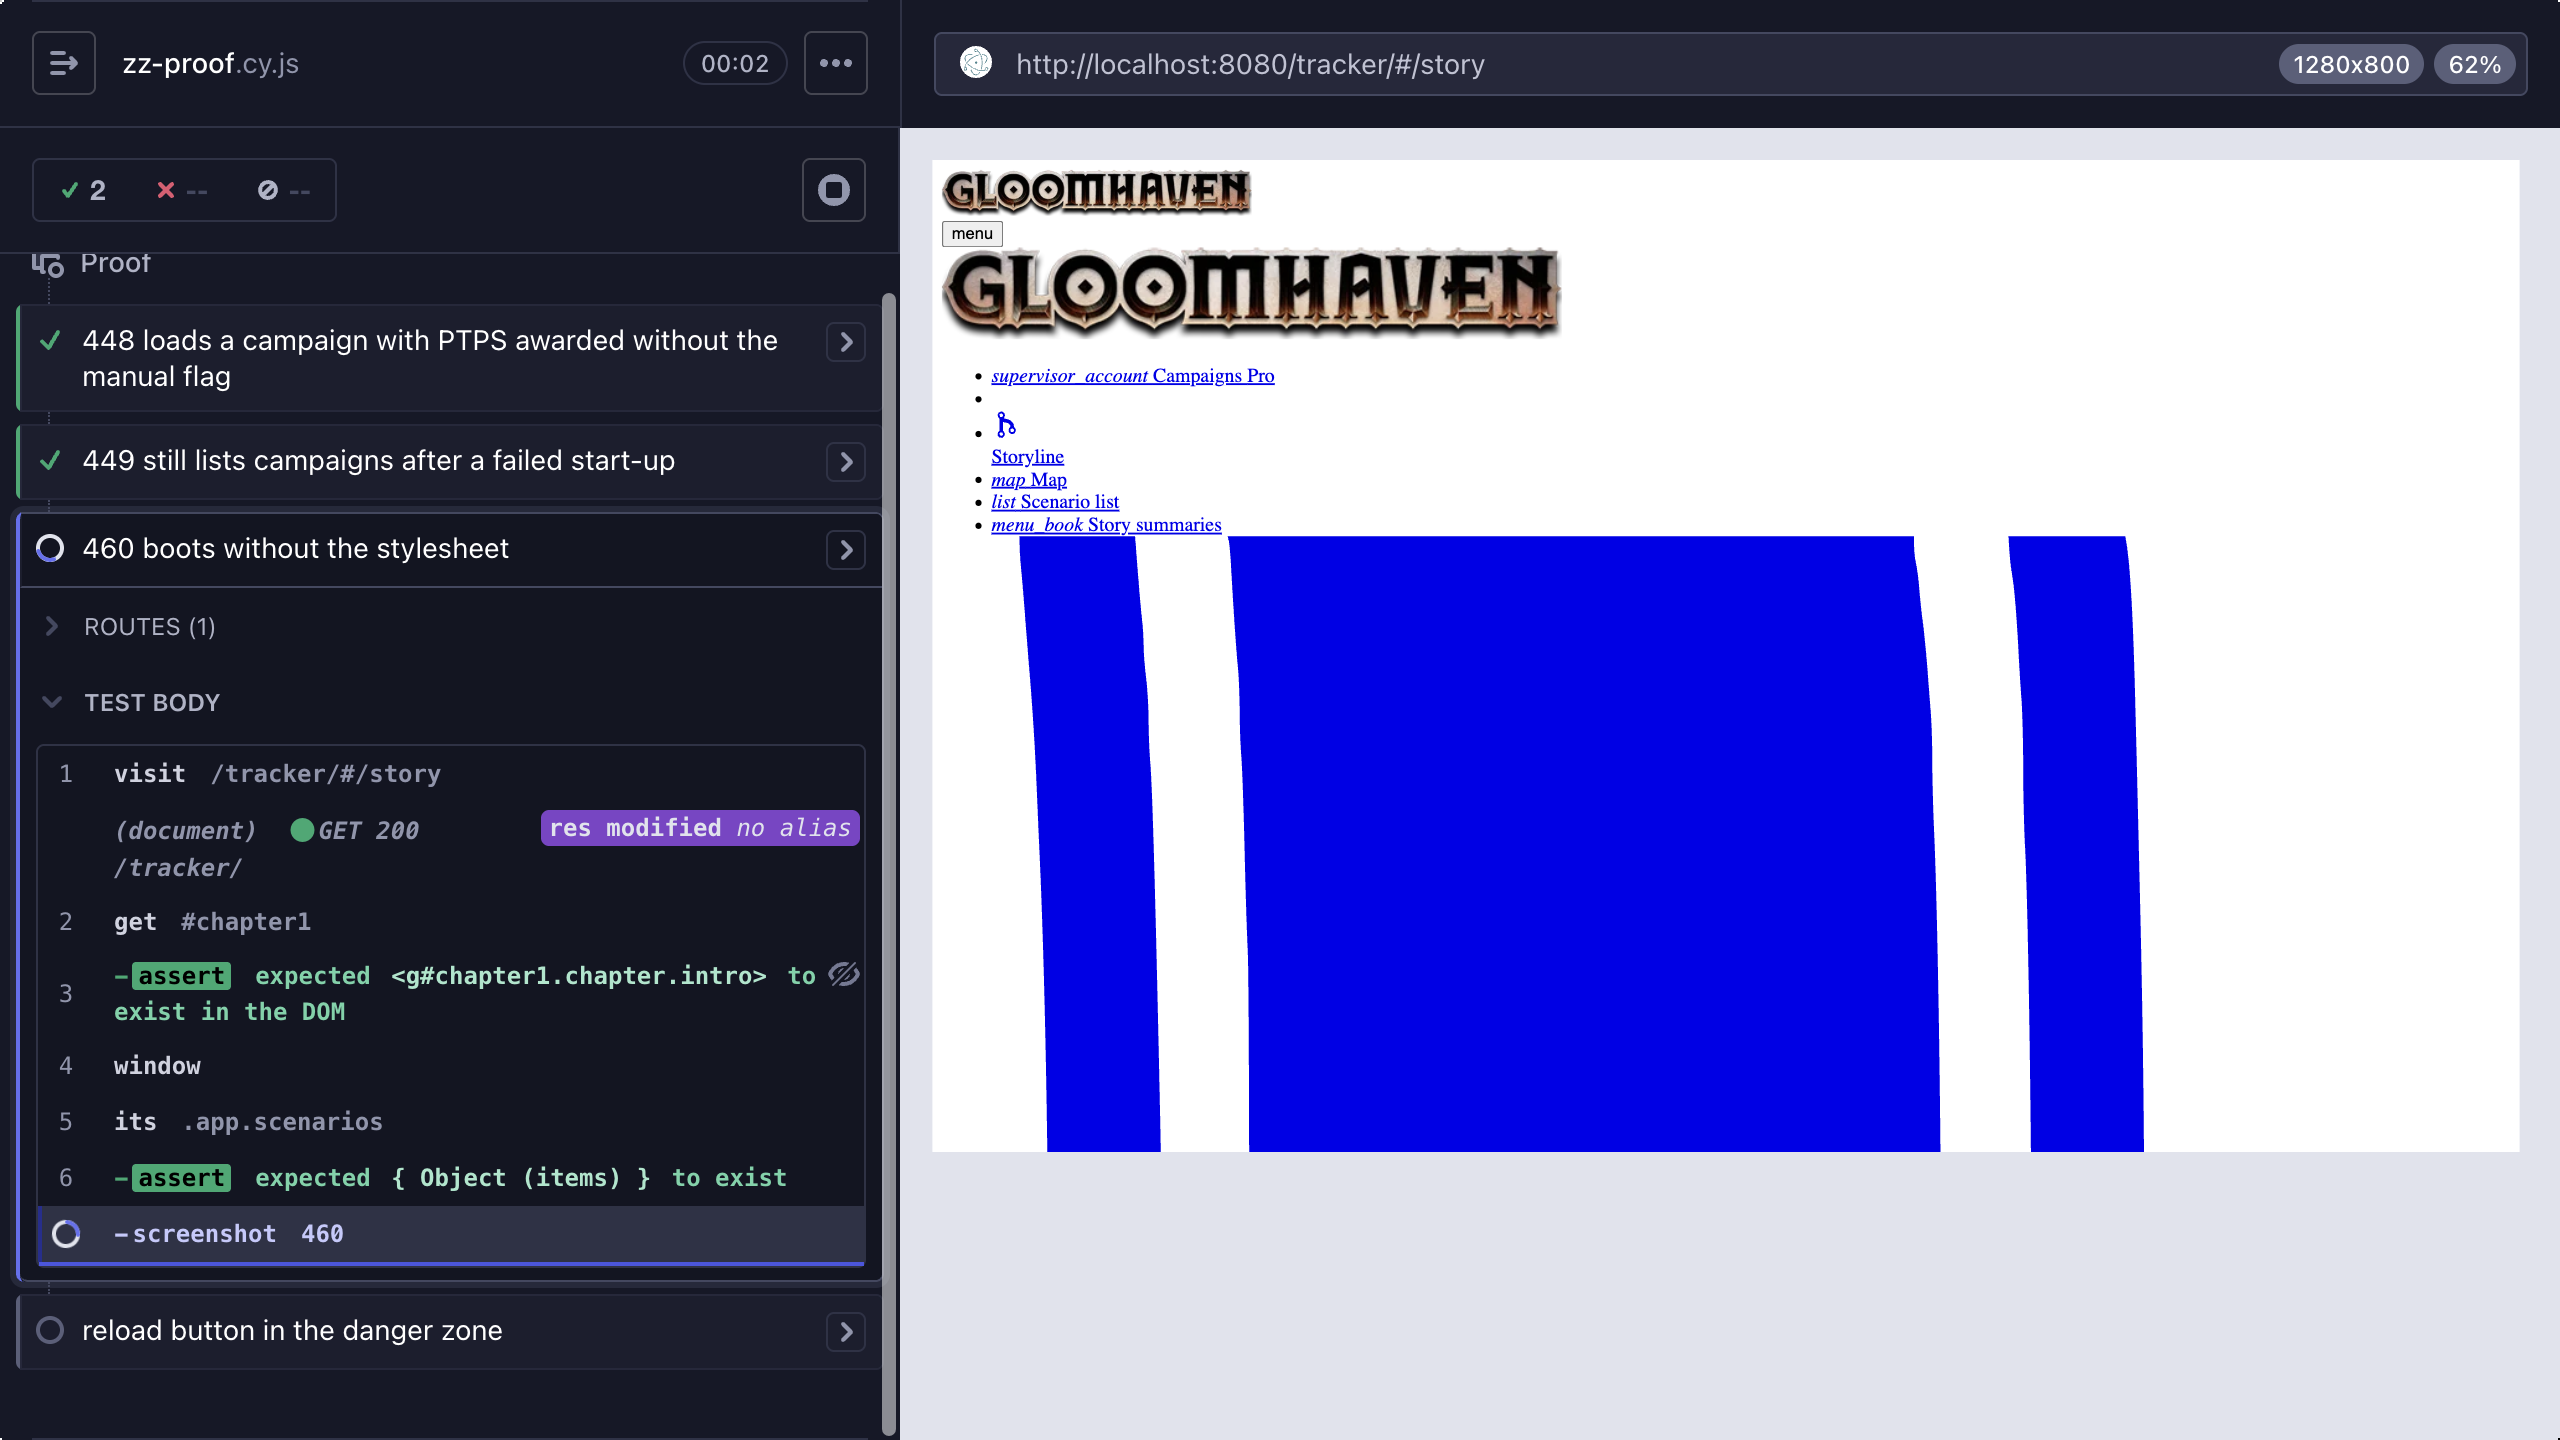 zz-proof.cy.js
00:02
2
--
--
Proof
448 loads a campaign with PTPS awarded without the
manual flag
449 still lists campaigns after a failed start-up
460 boots without the stylesheet
ROUTES (1)
TEST BODY
1 visit /tracker/#/story
(document) GET 200 res modified no alias
/tracker/
2 get #chapter1
3 -assert expected <g#chapter1.chapter.intro> to
exist in the DOM
4 window
5 its .app.scenarios
6 -assert expected { Object (items) } to exist
-screenshot 460
reload button in the danger zone
http://localhost:8080/tracker/#/story
1280x800
62%
GLOOMHAVEN
menu
GLOOMHAVEN
supervisor_account Campaigns Pro
Storyline
map Map
list Scenario list
menu_book Story summaries